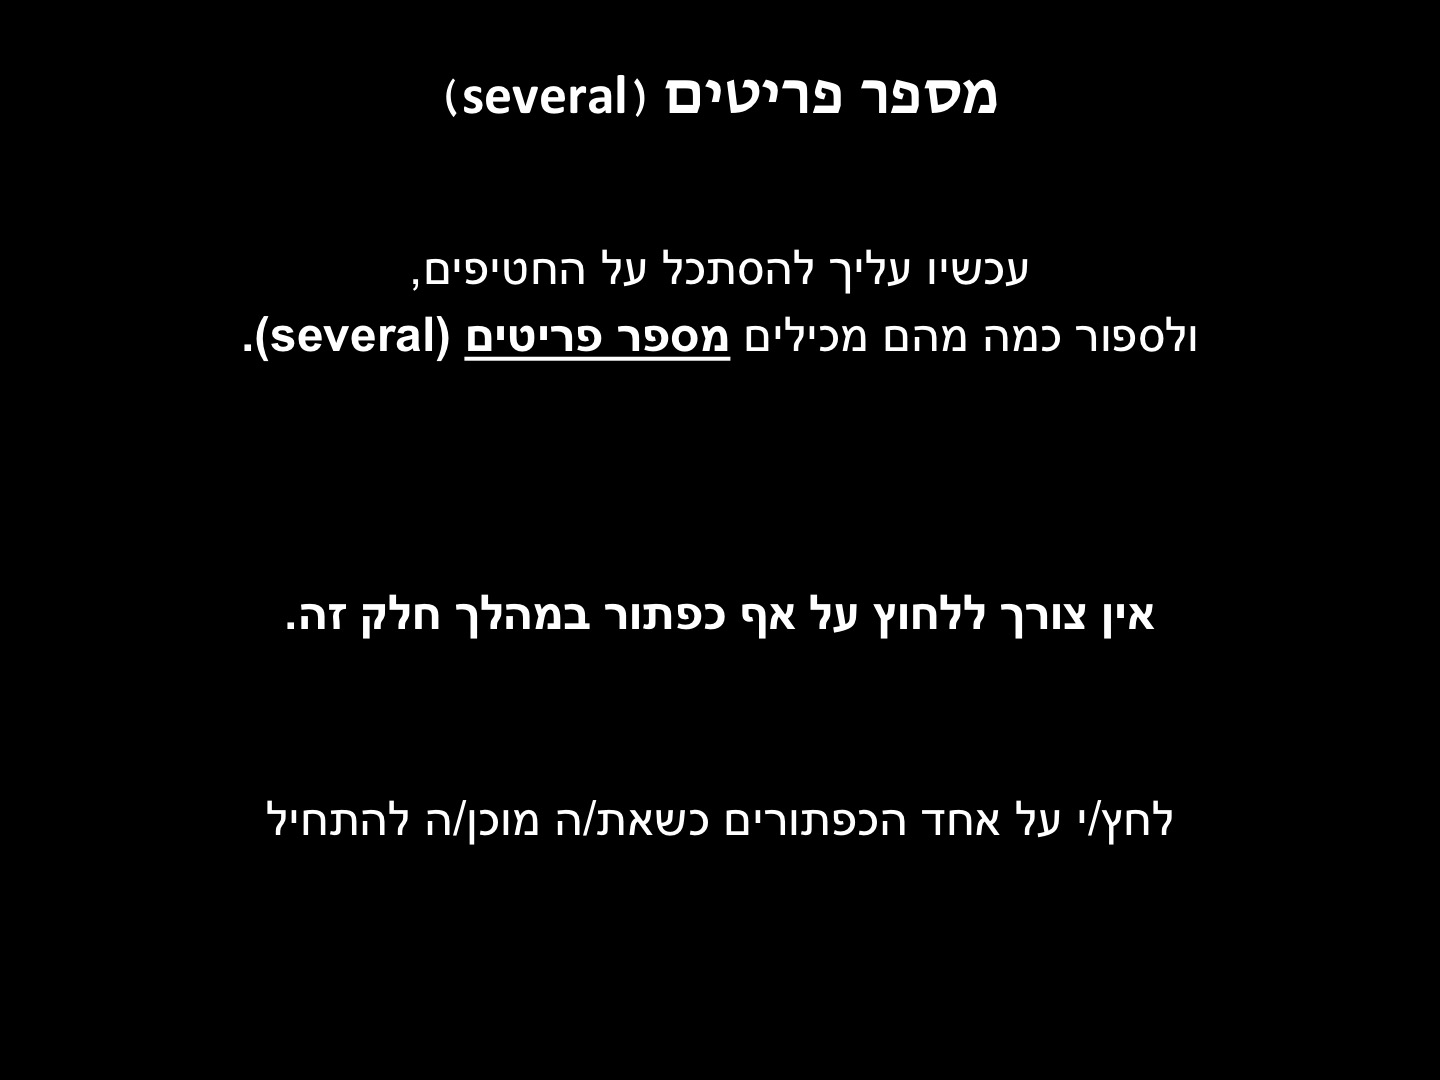 מספר פריטים (several)
עכשיו עליך להסתכל על החטיפים,
ולספור כמה מהם מכילים מספר פריטים (several).
אין צורך ללחוץ על אף כפתור במהלך חלק זה.
לחץ/י על אחד הכפתורים כשאת/ה מוכן/ה להתחיל